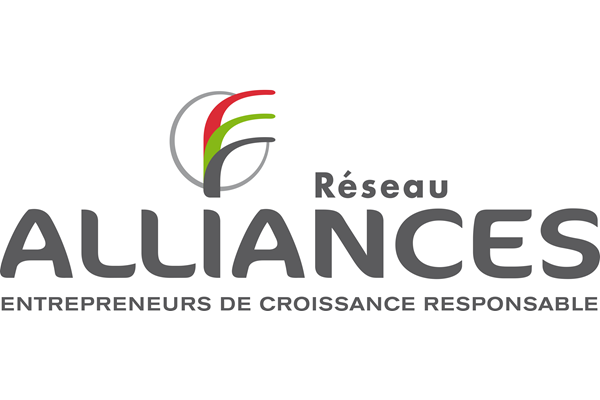 Réseau
ALLIANCES
ENTREPRENEURS DE CROISSANCE RESPONSABLE